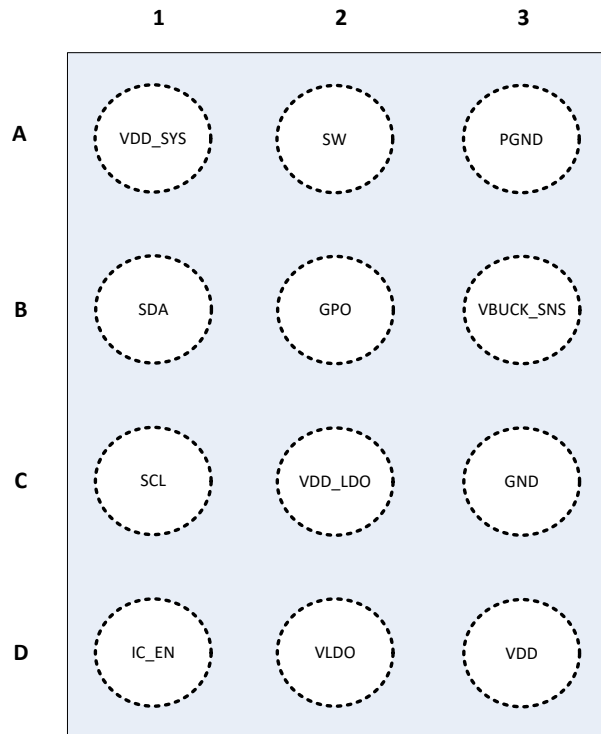 1 2 3
A VDD_SYS SW PGND
B SDA GPO VBUCK_SNS
C SCL VDD_LDO GND
D IC_EN VLDO VDD